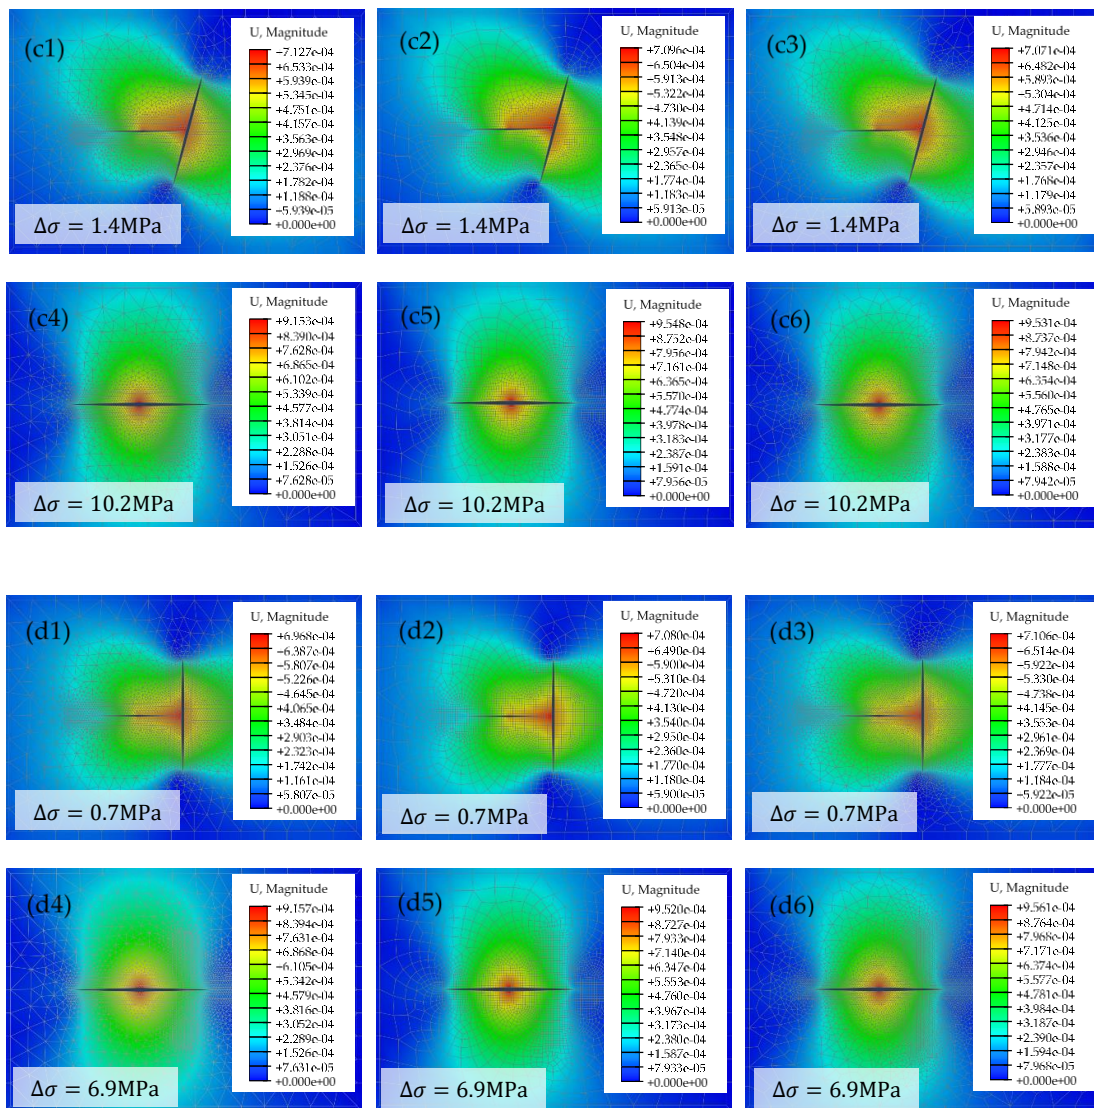 (c1)
U, Magnitude
−7.127e-04
+6.533e-04
+5.939e-04
−5.345e-04
+4.751e-04
+4.157e-04
+3.563e-04
+2.969e-04
+2.376e-04
+1.782e-04
+1.188e-04
−5.939e-05
+0.000e+00
Δσ = 1.4MPa
(c2)
U, Magnitude
+7.096e-04
−6.504e-04
−5.913e-04
−5.322e-04
−4.730e-04
+4.139e-04
+3.548e-04
+2.957e-04
+2.365e-04
+1.774e-04
+1.183e-04
+5.913e-05
+0.000e+00
Δσ = 1.4MPa
(c3)
U, Magnitude
+7.071e-04
+6.482e-04
+5.893e-04
−5.304e-04
−4.714e-04
+4.125e-04
+3.536e-04
−2.946e-04
+2.357e-04
+1.768e-04
+1.179e-04
+5.893e-05
+0.000e+00
Δσ = 1.4MPa
(c4)
U, Magnitude
+9.153e-04
+8.390e-04
+7.628e-04
+6.865e-04
+6.102e-04
+5.339e-04
+4.577e-04
+3.814e-04
+3.051e-04
−2.288e-04
+1.526e-04
+7.628e-05
+0.000e+00
Δσ = 10.2MPa
(c5)
U, Magnitude
+9.548e-04
+8.752e-04
+7.956e-04
+7.161e-04
+6.365e-04
+5.570e-04
+4.774e-04
+3.978e-04
+3.183e-04
+2.387e-04
+1.591e-04
+7.956e-05
+0.000e+00
Δσ = 10.2MPa
(c6)
U, Magnitude
+9.531e-04
+8.737e-04
+7.942e-04
+7.148e-04
+6.354e-04
+5.560e-04
+4.765e-04
+3.971e-04
+3.177e-04
+2.383e-04
+1.588e-04
+7.942e-05
+0.000e+00
Δσ = 10.2MPa
(d1)
U, Magnitude
+6.968e-04
−6.387e-04
−5.807e-04
−5.226e-04
−4.645e-04
+4.065e-04
+3.484e-04
+2.903e-04
+2.323e-04
+1.742e-04
+1.161e-04
+5.807e-05
+0.000e+00
Δσ = 0.7MPa
(d2)
U, Magnitude
+7.080e-04
−6.490e-04
−5.900e-04
−5.310e-04
−4.720e-04
+4.130e-04
+3.540e-04
+2.950e-04
+2.360e-04
+1.770e-04
+1.180e-04
−5.900e-05
+0.000e+00
Δσ = 0.7MPa
(d3)
U, Magnitude
+7.106e-04
−6.514e-04
−5.922e-04
−5.330e-04
−4.738e-04
+4.145e-04
+3.553e-04
+2.961e-04
+2.369e-04
+1.777e-04
+1.184e-04
−5.922e-05
+0.000e+00
Δσ = 0.7MPa
(d4)
U, Magnitude
+9.157e-04
+8.394e-04
+7.631e-04
+6.868e-04
−6.105e-04
+5.342e-04
+4.579e-04
+3.816e-04
+3.052e-04
+2.289e-04
+1.526e-04
+7.631e-05
+0.000e+00
Δσ = 6.9MPa
(d5)
U, Magnitude
+9.520e-04
+8.727e-04
+7.933e-04
+7.140e-04
+6.347e-04
+5.553e-04
+4.760e-04
+3.967e-04
+3.173e-04
+2.380e-04
+1.587e-04
+7.933e-05
+0.000e+00
Δσ = 6.9MPa
(d6)
U, Magnitude
+9.561e-04
+8.764e-04
+7.968e-04
+7.171e-04
+6.374e-04
+5.577e-04
+4.781e-04
+3.984e-04
+3.187e-04
+2.390e-04
+1.594e-04
+7.968e-05
+0.000e+00
Δσ = 6.9MPa